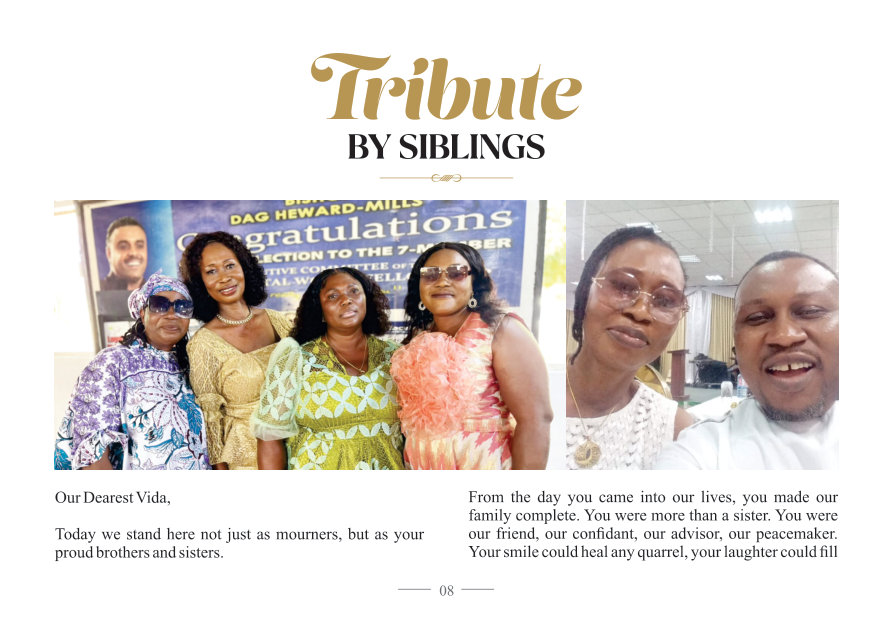 Tribute
BY SIBLINGS
DAG HEWARD-MILLS
Congratulations
ELECTION TO THE 7-MEMBER
COMMITTEE OF
Our Dearest Vida,
Today we stand here not just as mourners, but as your
proud brothers and sisters.
From the day you came into our lives, you made our
family complete. You were more than a sister. You were
our friend, our confidant, our advisor, our peacemaker.
Your smile could heal any quarrel, your laughter could fill
08